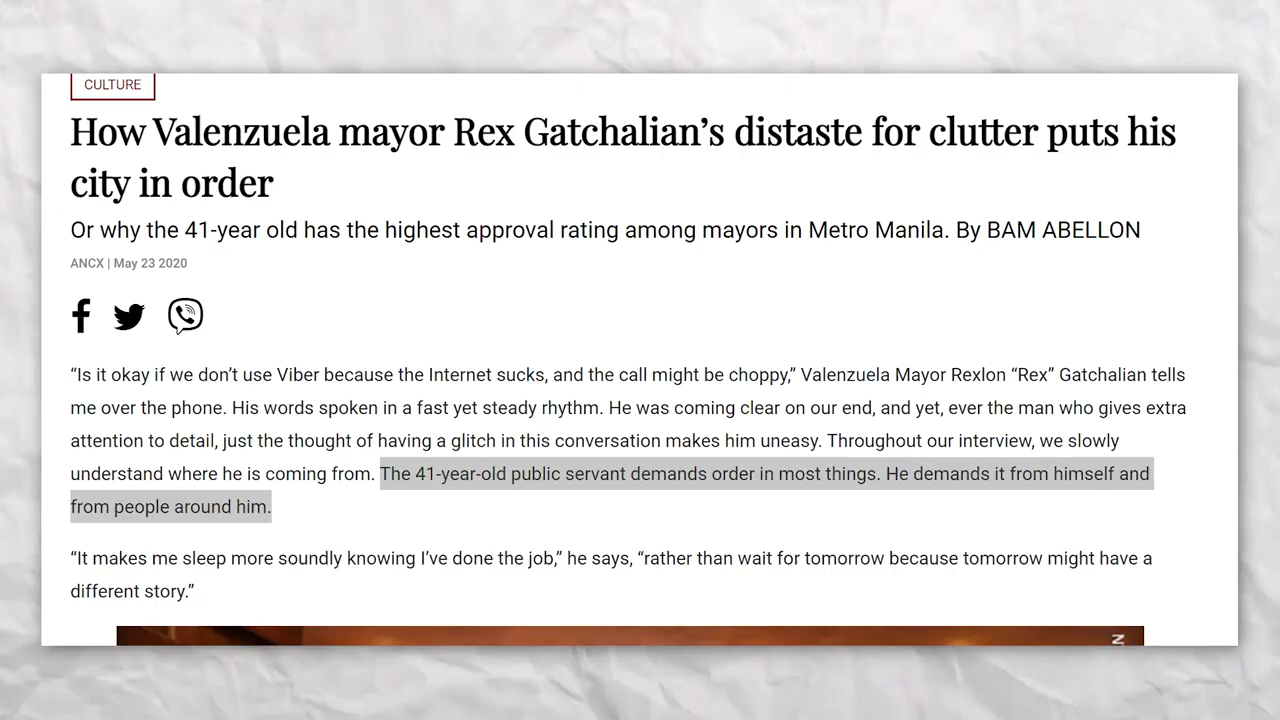 CULTURE
How Valenzuela mayor Rex Gatchalian’s distaste for clutter puts his
city in order
Or why the 41-year old has the highest approval rating among mayors in Metro Manila. By BAM ABELLON
ANCX | May 23 2020
“Is it okay if we don’t use Viber because the Internet sucks, and the call might be choppy,” Valenzuela Mayor Rexlon “Rex” Gatchalian tells
me over the phone. His words spoken in a fast yet steady rhythm. He was coming clear on our end, and yet, ever the man who gives extra
attention to detail, just the thought of having a glitch in this conversation makes him uneasy. Throughout our interview, we slowly
understand where he is coming from. The 41-year-old public servant demands order in most things. He demands it from himself and
from people around him.
“It makes me sleep more soundly knowing I’ve done the job,” he says, “rather than wait for tomorrow because tomorrow might have a
different story.”